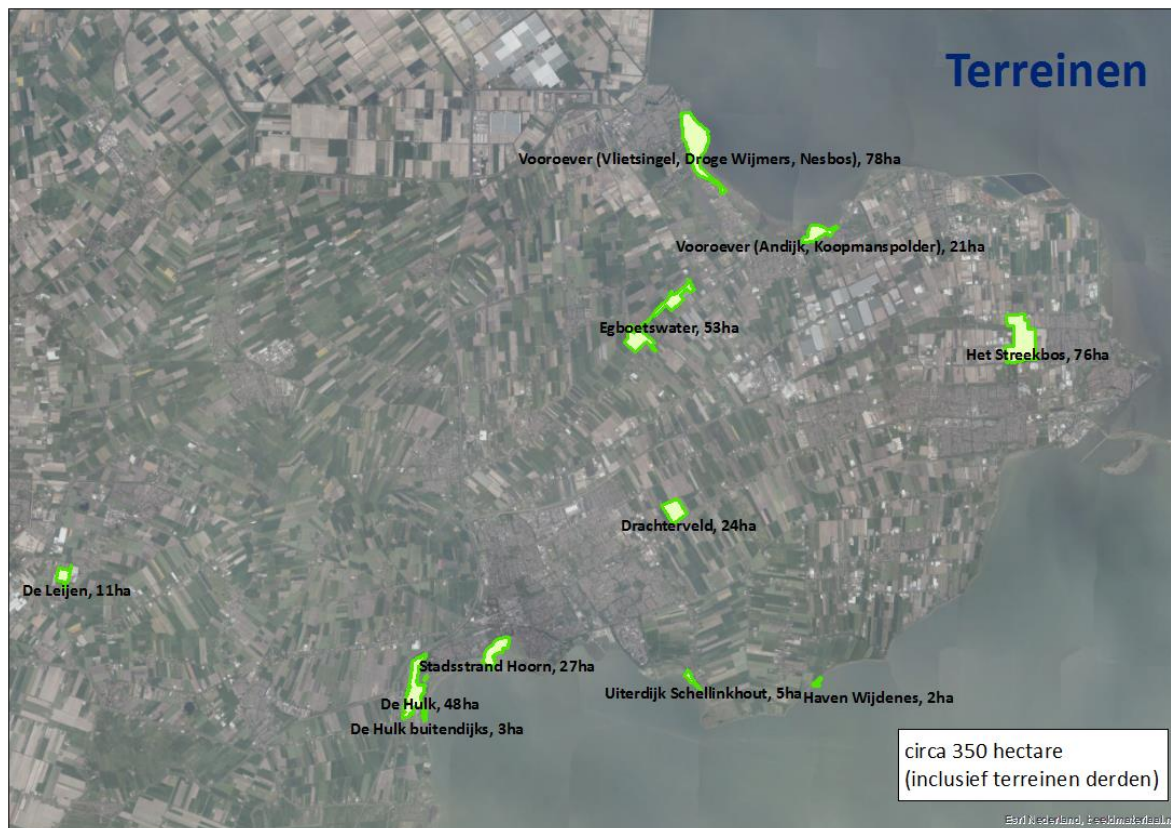 Terreinen
Vooroever (Vlietsingel, Droge Wijmers, Nesbos), 78ha
Vooroever (Andijk, Koopmanspolder), 21ha
Egboetswater, 53ha
Het Streekbos, 76ha
Drachterveld, 24ha
De Leijen, 11ha
Stadsstrand Hoorn, 27ha
Uiterdijk Schellinkhout, 5ha
Haven Wijdenes, 2ha
De Hulk, 48ha
De Hulk buitendijks, 3ha
circa 350 hectare
(inclusief terreinen derden)
Esri Nederland, beeldmateriaal.n